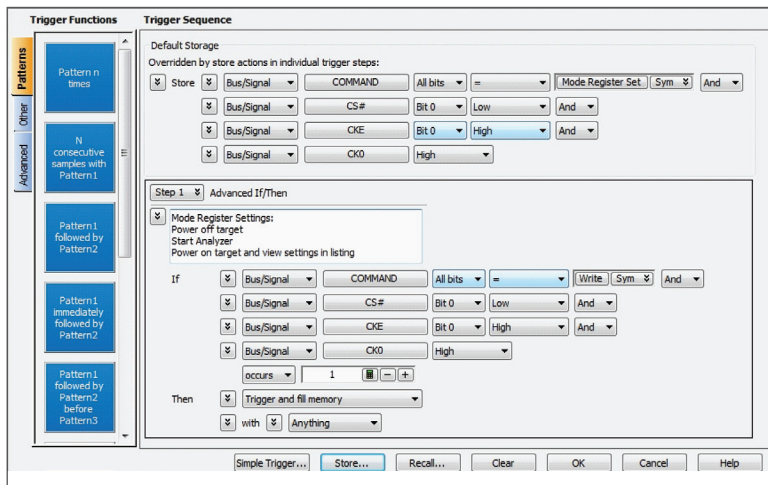 Trigger Functions
Trigger Sequence
Patterns
Other
Advanced
Pattern n
times
N
consecutive
samples with
Pattern1
Pattern1
followed by
Pattern2
Pattern1
immediately
followed by
Pattern2
Pattern1
followed by
Pattern2
before
Pattern3
Default Storage
Overridden by store actions in individual trigger steps:
Store Bus/Signal COMMAND All bits = Mode Register Set Sym And
Bus/Signal CS# Bit 0 Low And
Bus/Signal CKE Bit 0 High And
Bus/Signal CK0 High
Step 1 Advanced If/Then
Mode Register Settings:
Power off target
Start Analyzer
Power on target and view settings in listing
If Bus/Signal COMMAND All bits = Write Sym And
Bus/Signal CS# Bit 0 Low And
Bus/Signal CKE Bit 0 High And
Bus/Signal CK0 High
occurs 1 - +
Then Trigger and fill memory
with Anything
Simple Trigger... Store... Recall... Clear OK Cancel Help